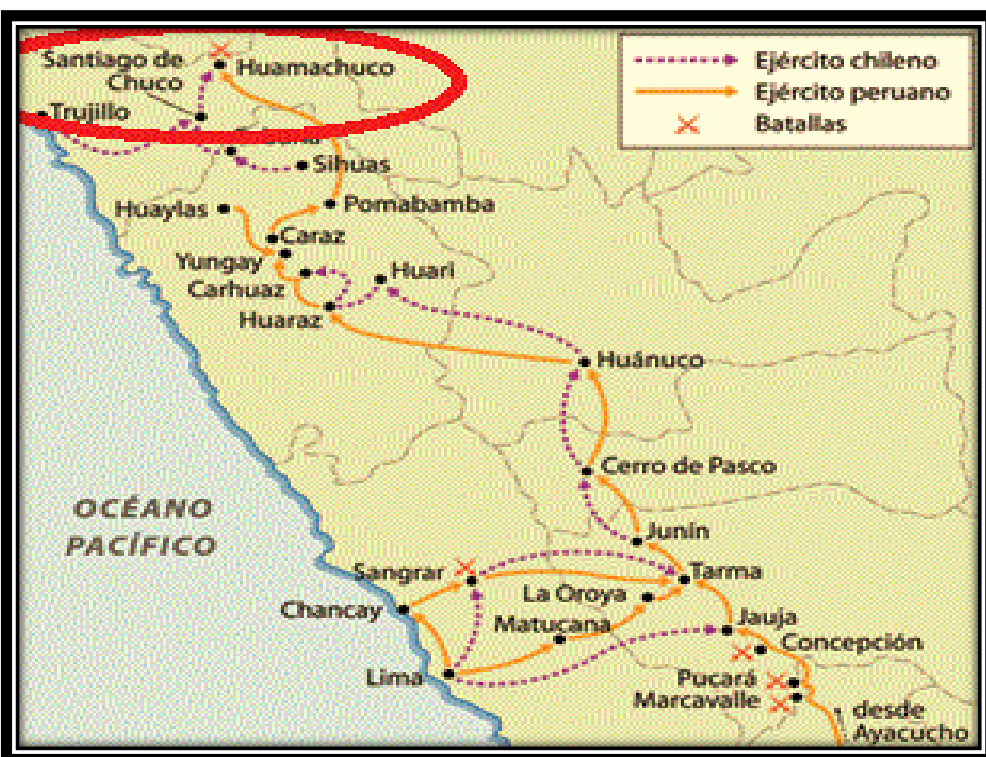 Santiago de
Chuco
Huamachuco
Trujillo
Ejército chileno
Ejército peruano
Batallas
Sihuas
Huaylas
Pomabamba
Caraz
Yungay
Carhuaz
Huari
Huaraz
Huánuco
Cerro de Pasco
OCÉANO
PACÍFICO
Junín
Sangrar
Tarma
La Oroya
Chancay
Matucana
Jauja
Concepción
Lima
Pucará
Marcavalle
desde
Ayacucho